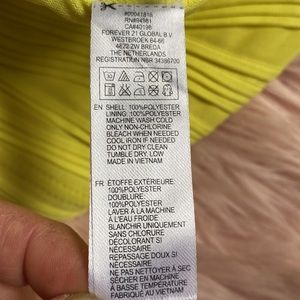 #00041818
RN#94981
CA#40196
FOREVER 21 GLOBAL B.V.
WESTBROEK 64-66
4822 ZW BREDA
THE NETHERLANDS
REGISTRATION NBR 34386700
EN SHELL: 100%POLYESTER
LINING :100%POLYESTER
MACHINE WASH COLD
ONLY NON-CHLORINE
BLEACH WHEN NEEDED
COOL IRON IF NEEDED
DO NOT DRY CLEAN
TUMBLE DRY, LOW
MADE IN VIETNAM
FR ÉTOFFE EXTÉRIEURE:
100%POLYESTER
DOUBLURE:
100%POLYESTER
LAVER À LA MACHINE
À L'EAU FROIDE
BLANCHIR UNIQUEMENT
SANS CHLORURE
DÉCOLORANT SI
NÉCESSAIRE
REPASSAGE DOUX SI
NÉCESSAIRE
NE PAS NETTOYER À SEC
SÉCHER EN MACHINE
À BASSE TEMPÉRATURE
FABRIQUÉ AU VIETNAM